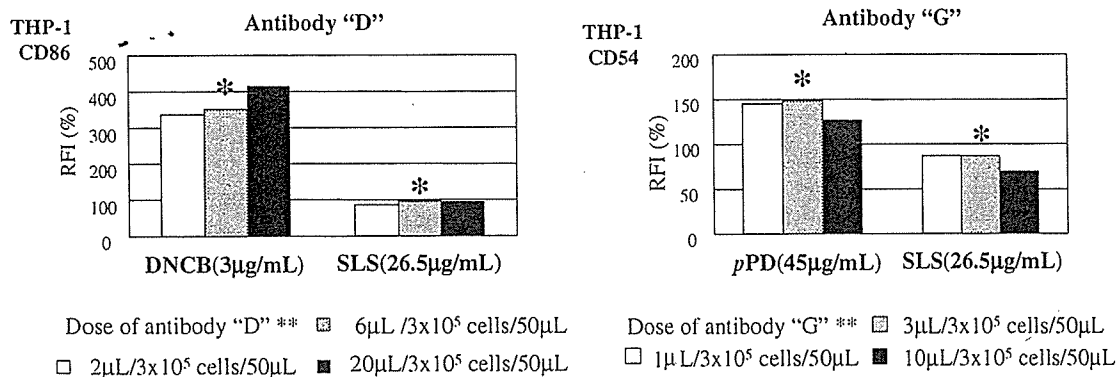 THP-1
CD86
Antibody “D”
RFI (%)
500
400
300
200
100
0
*
*
DNCB(3μg/mL) SLS(26.5μg/mL)
Dose of antibody “D” ** 6μL /3x10⁵ cells/50μL
2μL/3x10⁵ cells/50μL 20μL/3x10⁵ cells/50μL
THP-1
CD54
Antibody “G”
RFI (%)
200
150
100
50
0
*
*
pPD(45μg/mL) SLS(26.5μg/mL)
Dose of antibody “G” ** 3μL/3x10⁵ cells/50μL
1μL/3x10⁵ cells/50μL 10μL/3x10⁵ cells/50μL